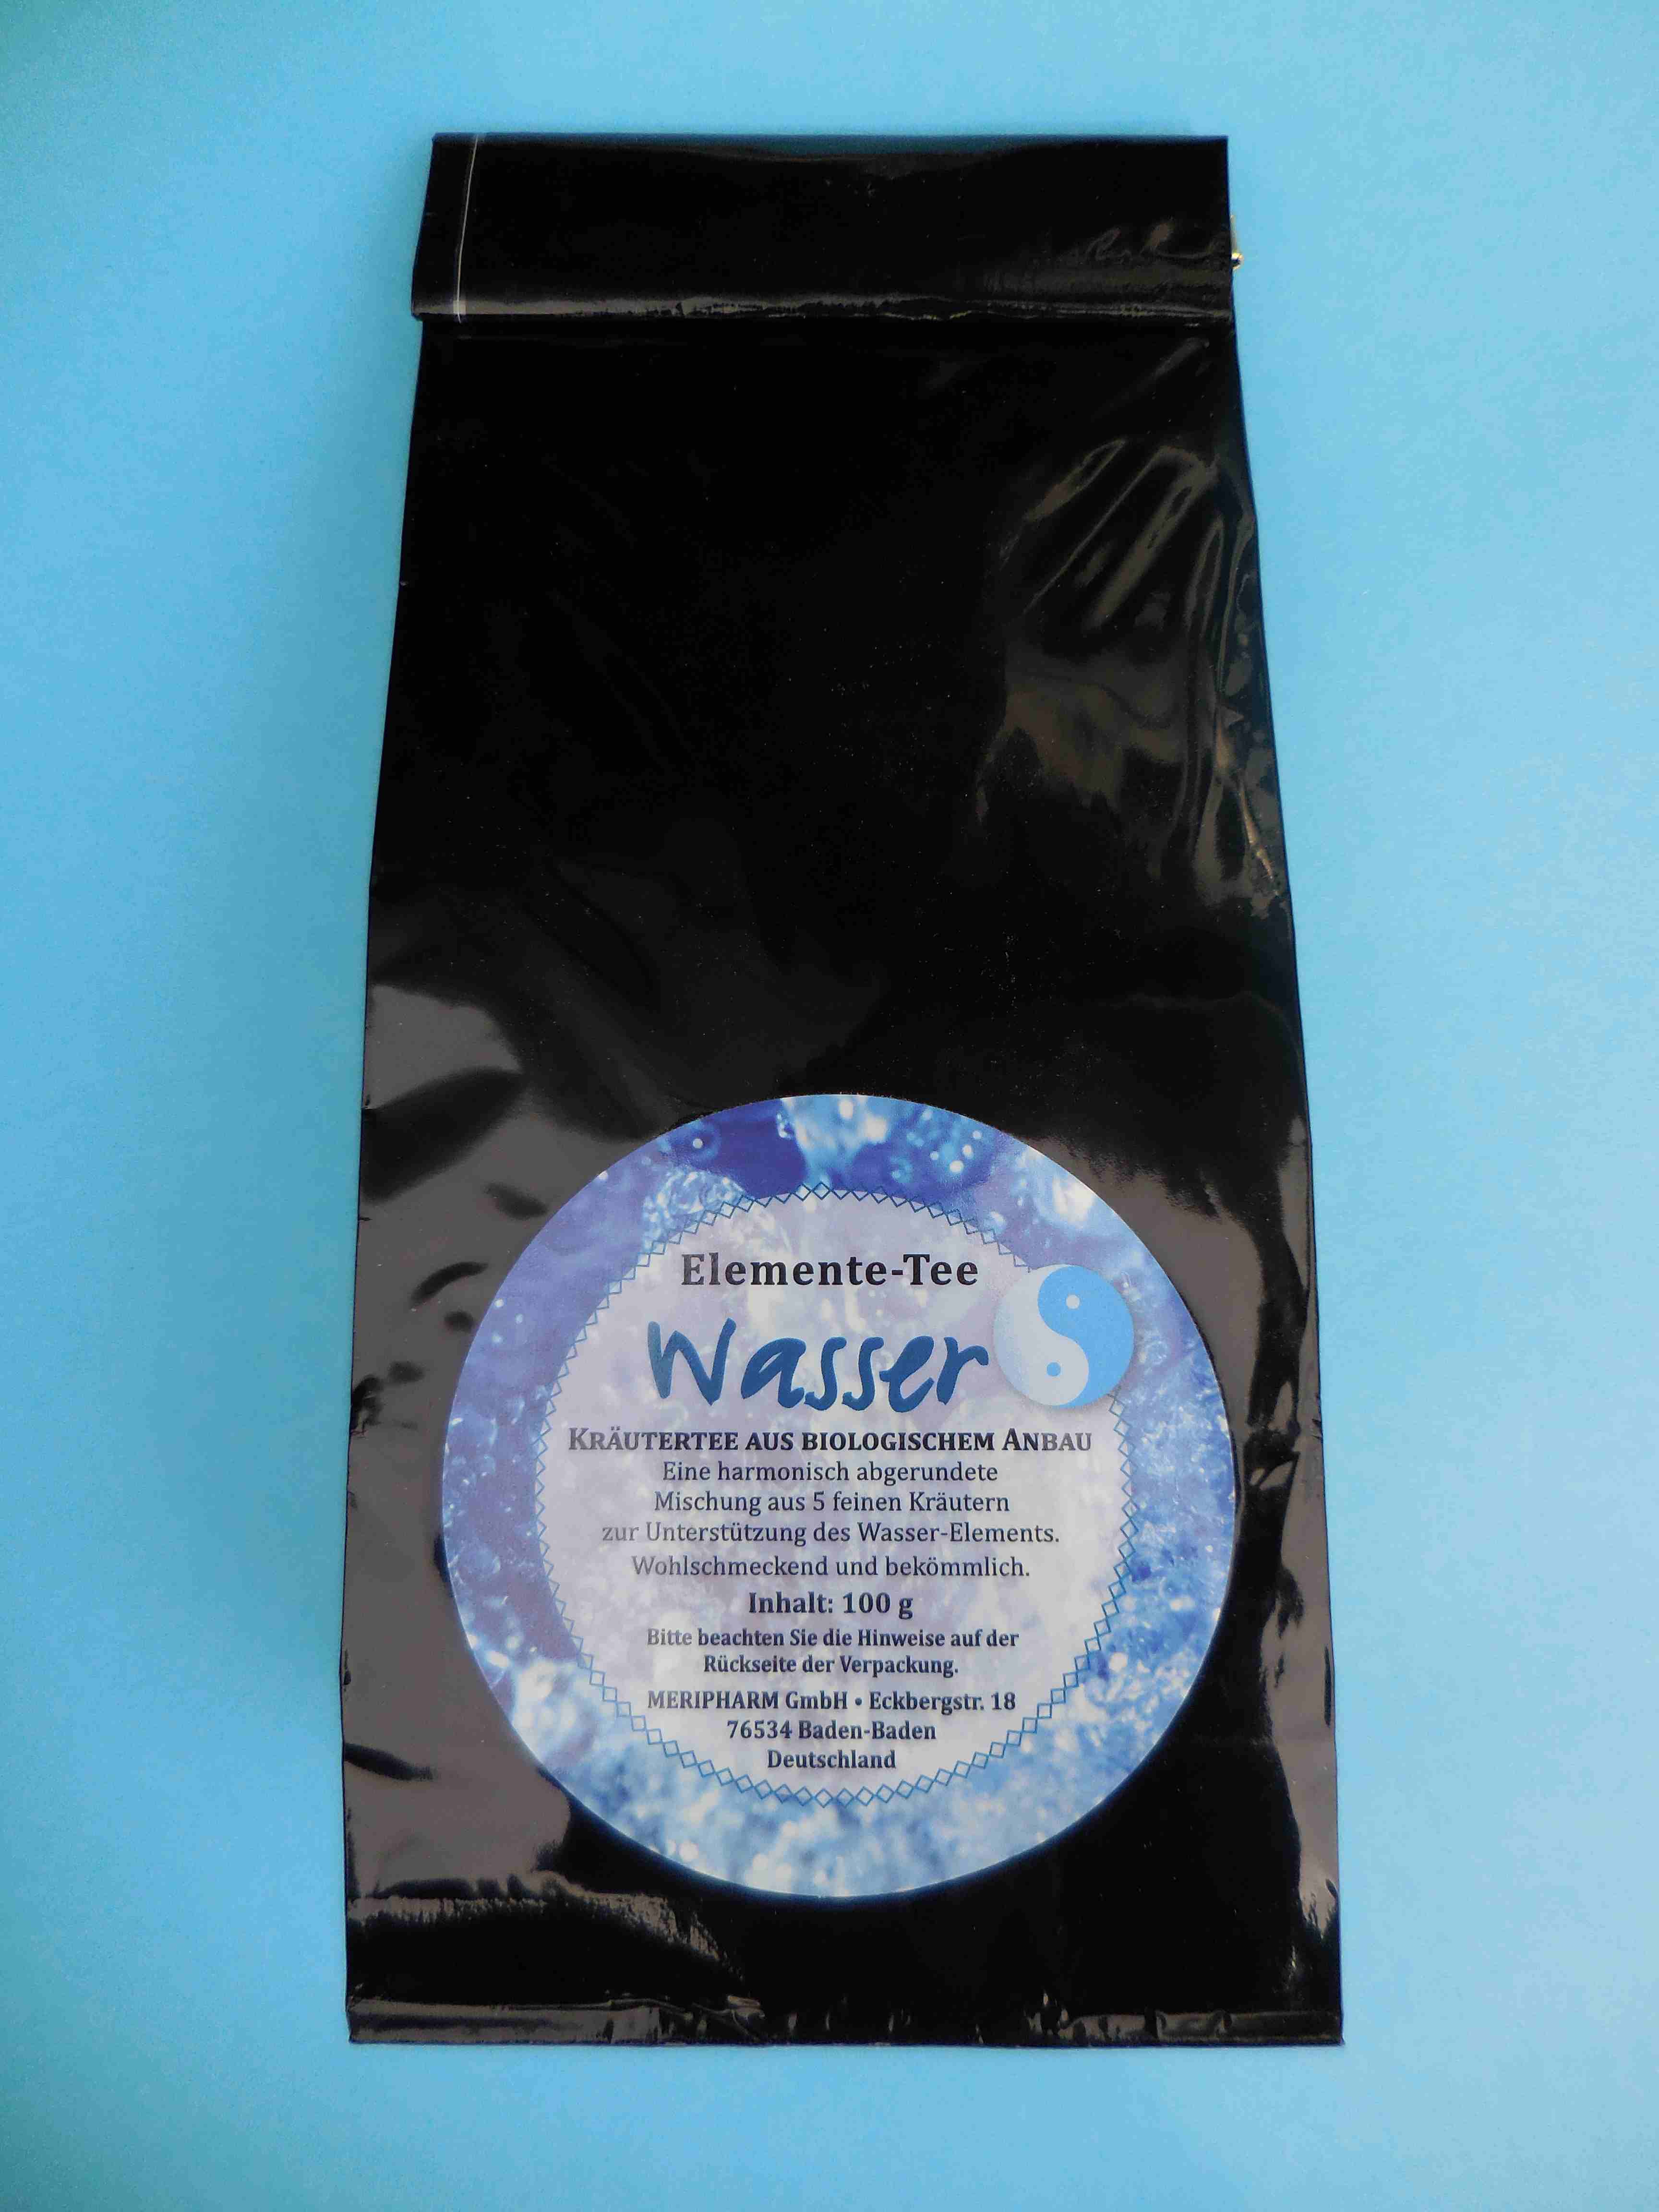 Elemente-Tee
Wasser
KRÄUTERTEE AUS BIOLOGISCHEM ANBAU
Eine harmonisch abgerundete
Mischung aus 5 feinen Kräutern
zur Unterstützung des Wasser-Elements.
Wohlschmeckend und bekömmlich.
Inhalt: 100 g
Bitte beachten Sie die Hinweise auf der
Rückseite der Verpackung.
MERIPHARM GmbH • Eckbergstr. 18
76534 Baden-Baden
Deutschland